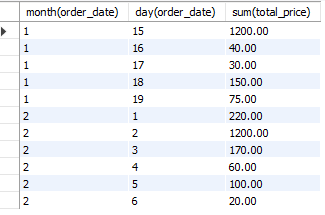 month(order_date) day(order_date) sum(total_price)
1 15 1200.00
1 16 40.00
1 17 30.00
1 18 150.00
1 19 75.00
2 1 220.00
2 2 1200.00
2 3 170.00
2 4 60.00
2 5 100.00
2 6 20.00